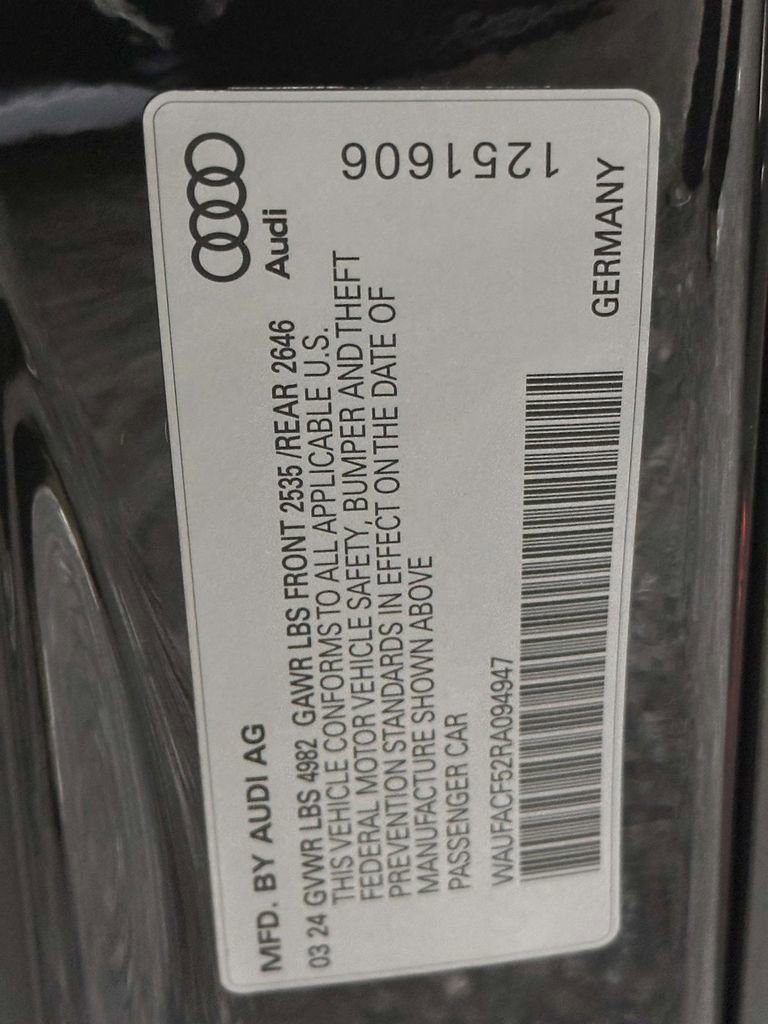 MFD. BY AUDI AG
Audi
03 24 GVWR LBS 4982 GAWR LBS FRONT 2535 /REAR 2646
THIS VEHICLE CONFORMS TO ALL APPLICABLE U.S.
FEDERAL MOTOR VEHICLE SAFETY, BUMPER AND THEFT
PREVENTION STANDARDS IN EFFECT ON THE DATE OF
MANUFACTURE SHOWN ABOVE
PASSENGER CAR
WAUFACF52RA094947
1251606
GERMANY